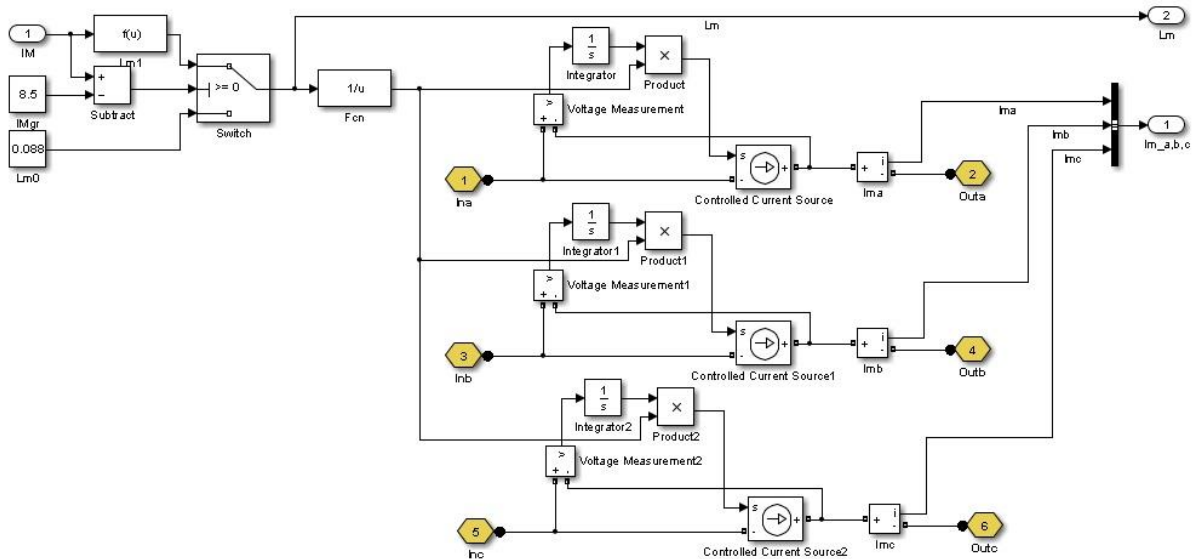 1
IM
f(u)
Lm1
8.5
IMgr
+
−
Subtract
0.088
Lm0
>= 0
Switch
1/u
Fcn
Lm
2
Lm
1
s
Integrator
×
Product
v
+ -
Voltage Measurement
1
Ina
s
-
+
Controlled Current Source
+
i
-
Ima
2
Outa
Ima
Imb
Imc
1
Im_a,b,c
1
s
Integrator1
×
Product1
v
+ -
Voltage Measurement1
3
Inb
s
-
+
Controlled Current Source1
+
i
-
Imb
4
Outb
1
s
Integrator2
×
Product2
v
+ -
Voltage Measurement2
5
Inc
s
-
+
Controlled Current Source2
+
i
-
Imc
6
Outc